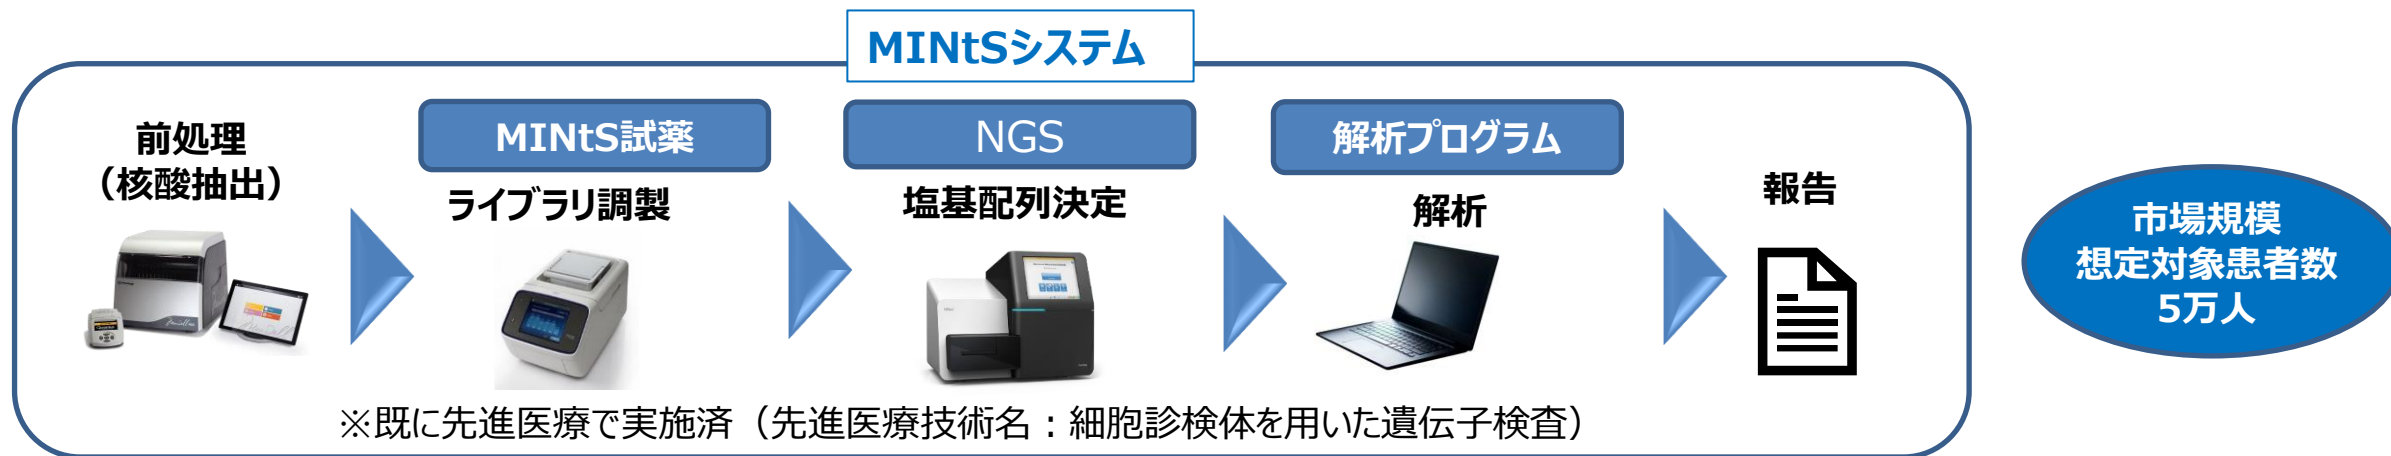 MINtSシステム
前処理
（核酸抽出）
MINtS試薬
ライブラリ調製
NGS
塩基配列決定
解析プログラム
解析
報告
※既に先進医療で実施済（先進医療技術名：細胞診検体を用いた遺伝子検査）
市場規模
想定対象患者数
5万人